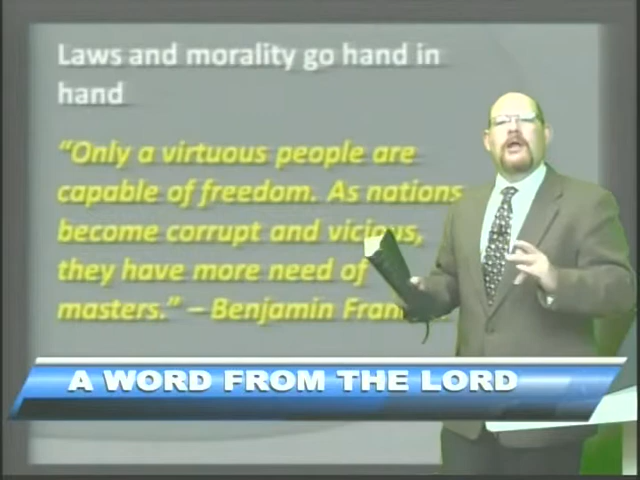 Laws and morality go hand in
hand
“Only a virtuous people are
capable of freedom. As nations
become corrupt and vicious,
they have more need of
masters.” – Benjamin Fran
A WORD FROM THE LORD